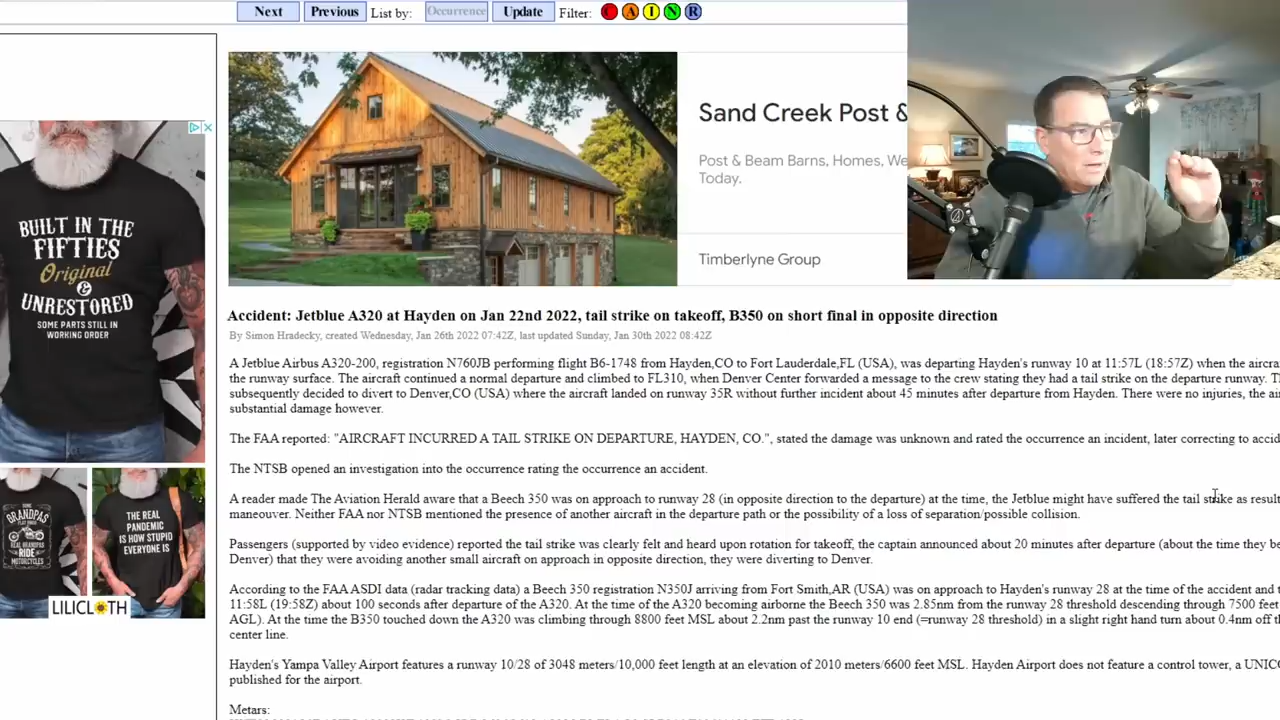 Next
Previous
List by:
Occurrence
Update
Filter:
C A I N R
BUILT IN THE
FIFTIES
Original
&
UNRESTORED
SOME PARTS STILL IN
WORKING ORDER
GRANDPAS
RIDE
MOTORCYCLES
THE REAL
PANDEMIC
IS HOW STUPID
EVERYONE IS
LILICLOTH
Sand Creek Post &
Post & Beam Barns, Homes, We
Today.
Timberlyne Group
Accident: Jetblue A320 at Hayden on Jan 22nd 2022, tail strike on takeoff, B350 on short final in opposite direction
By Simon Hradecky, created Wednesday, Jan 26th 2022 07:42Z, last updated Sunday, Jan 30th 2022 08:42Z
A Jetblue Airbus A320-200, registration N760JB performing flight B6-1748 from Hayden,CO to Fort Lauderdale,FL (USA), was departing Hayden's runway 10 at 11:57L (18:57Z) when the aircra
the runway surface. The aircraft continued a normal departure and climbed to FL310, when Denver Center forwarded a message to the crew stating they had a tail strike on the departure runway. T
subsequently decided to divert to Denver,CO (USA) where the aircraft landed on runway 35R without further incident about 45 minutes after departure from Hayden. There were no injuries, the ai
substantial damage however.
The FAA reported: "AIRCRAFT INCURRED A TAIL STRIKE ON DEPARTURE, HAYDEN, CO.", stated the damage was unknown and rated the occurrence an incident, later correcting to accid
The NTSB opened an investigation into the occurrence rating the occurrence an accident.
A reader made The Aviation Herald aware that a Beech 350 was on approach to runway 28 (in opposite direction to the departure) at the time, the Jetblue might have suffered the tail strike as result
maneuver. Neither FAA nor NTSB mentioned the presence of another aircraft in the departure path or the possibility of a loss of separation/possible collision.
Passengers (supported by video evidence) reported the tail strike was clearly felt and heard upon rotation for takeoff, the captain announced about 20 minutes after departure (about the time they be
Denver) that they were avoiding another small aircraft on approach in opposite direction, they were diverting to Denver.
According to the FAA ASDI data (radar tracking data) a Beech 350 registration N350J arriving from Fort Smith,AR (USA) was on approach to Hayden's runway 28 at the time of the accident and t
11:58L (19:58Z) about 100 seconds after departure of the A320. At the time of the A320 becoming airborne the Beech 350 was 2.85nm from the runway 28 threshold descending through 7500 feet
AGL). At the time the B350 touched down the A320 was climbing through 8800 feet MSL about 2.2nm past the runway 10 end (=runway 28 threshold) in a slight right hand turn about 0.4nm off th
center line.
Hayden's Yampa Valley Airport features a runway 10/28 of 3048 meters/10,000 feet length at an elevation of 2010 meters/6600 feet MSL. Hayden Airport does not feature a control tower, a UNIC
published for the airport.
Metars: